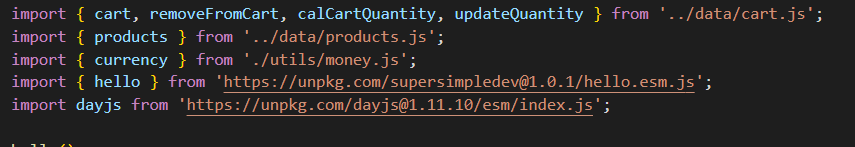 import { cart, removeFromCart, calCartQuantity, updateQuantity } from '../data/cart.js';
import { products } from '../data/products.js';
import { currency } from './utils/money.js';
import { hello } from 'https://unpkg.com/supersimpledev@1.0.1/hello.esm.js';
import dayjs from 'https://unpkg.com/dayjs@1.11.10/esm/index.js';